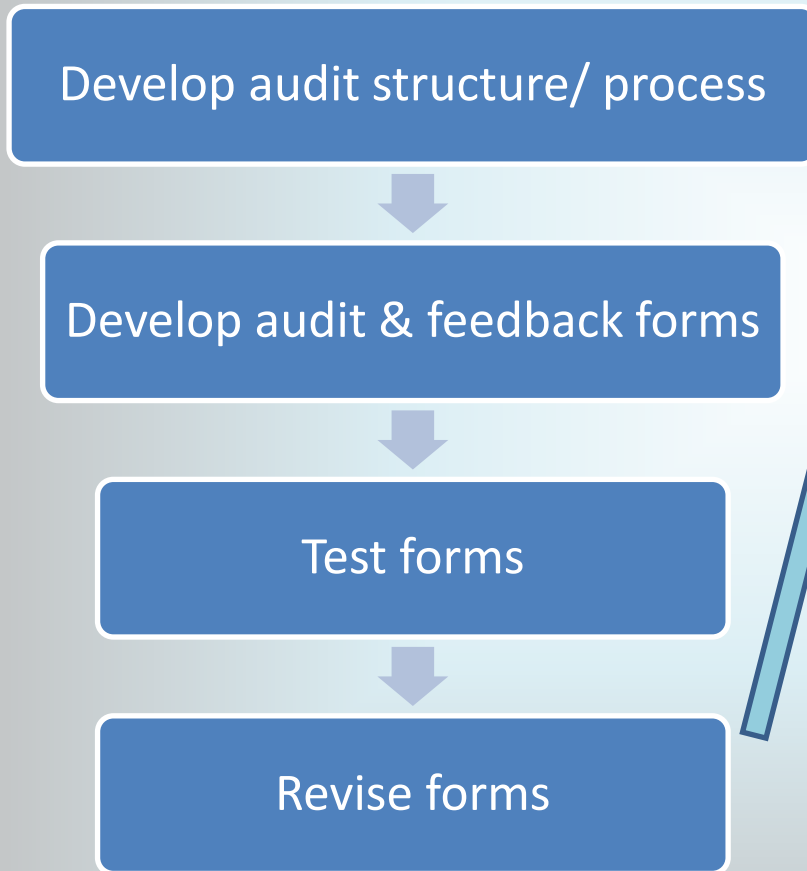 Develop audit structure/ process
Develop audit & feedback forms
Test forms
Revise forms